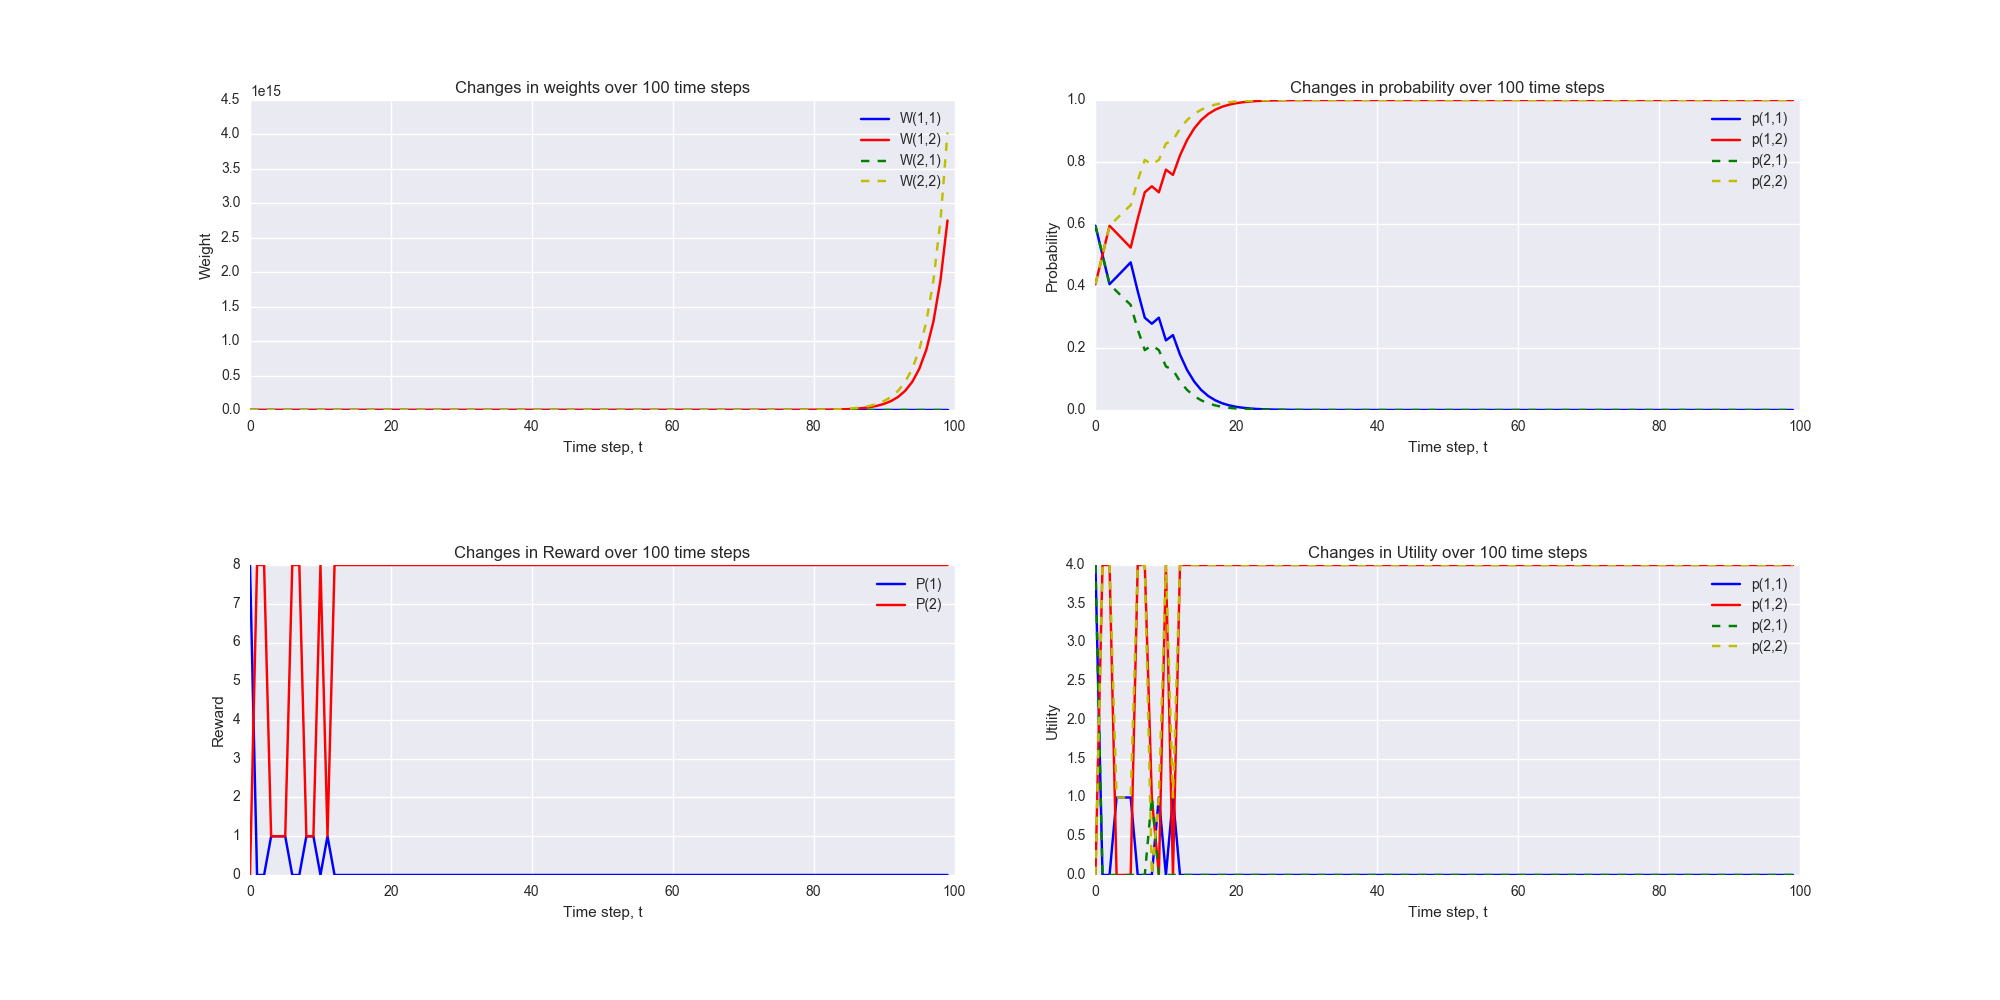 Changes in weights over 100 time steps
1e15
4.5
4.0
3.5
3.0
2.5
2.0
1.5
1.0
0.5
0.0
Weight
0 20 40 60 80 100
Time step, t
W(1,1)
W(1,2)
W(2,1)
W(2,2)
Changes in probability over 100 time steps
1.0
0.8
0.6
0.4
0.2
0.0
Probability
0 20 40 60 80 100
Time step, t
p(1,1)
p(1,2)
p(2,1)
p(2,2)
Changes in Reward over 100 time steps
8
7
6
5
4
3
2
1
0
Reward
0 20 40 60 80 100
Time step, t
P(1)
P(2)
Changes in Utility over 100 time steps
4.0
3.5
3.0
2.5
2.0
1.5
1.0
0.5
0.0
Utility
0 20 40 60 80 100
Time step, t
p(1,1)
p(1,2)
p(2,1)
p(2,2)